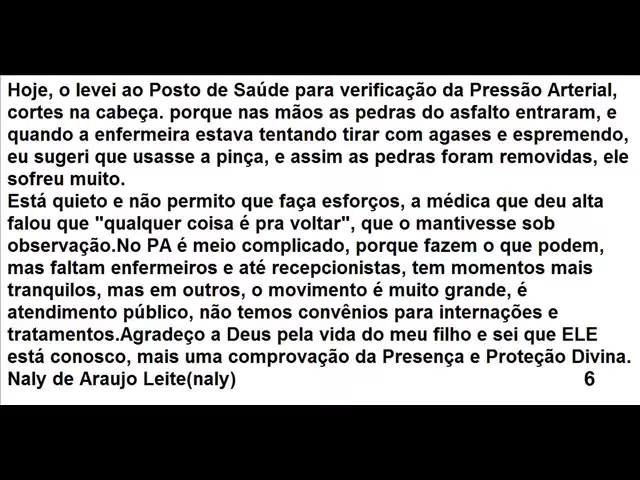 Hoje, o levei ao Posto de Saúde para verificação da Pressão Arterial,
cortes na cabeça. porque nas mãos as pedras do asfalto entraram, e
quando a enfermeira estava tentando tirar com agases e espremendo,
eu sugeri que usasse a pinça, e assim as pedras foram removidas, ele
sofreu muito.
Está quieto e não permito que faça esforços, a médica que deu alta
falou que "qualquer coisa é pra voltar", que o mantivesse sob
observação.No PA é meio complicado, porque fazem o que podem,
mas faltam enfermeiros e até recepcionistas, tem momentos mais
tranquilos, mas em outros, o movimento é muito grande, é
atendimento público, não temos convênios para internações e
tratamentos.Agradeço a Deus pela vida do meu filho e sei que ELE
está conosco, mais uma comprovação da Presença e Proteção Divina.
Naly de Araujo Leite(naly) 6